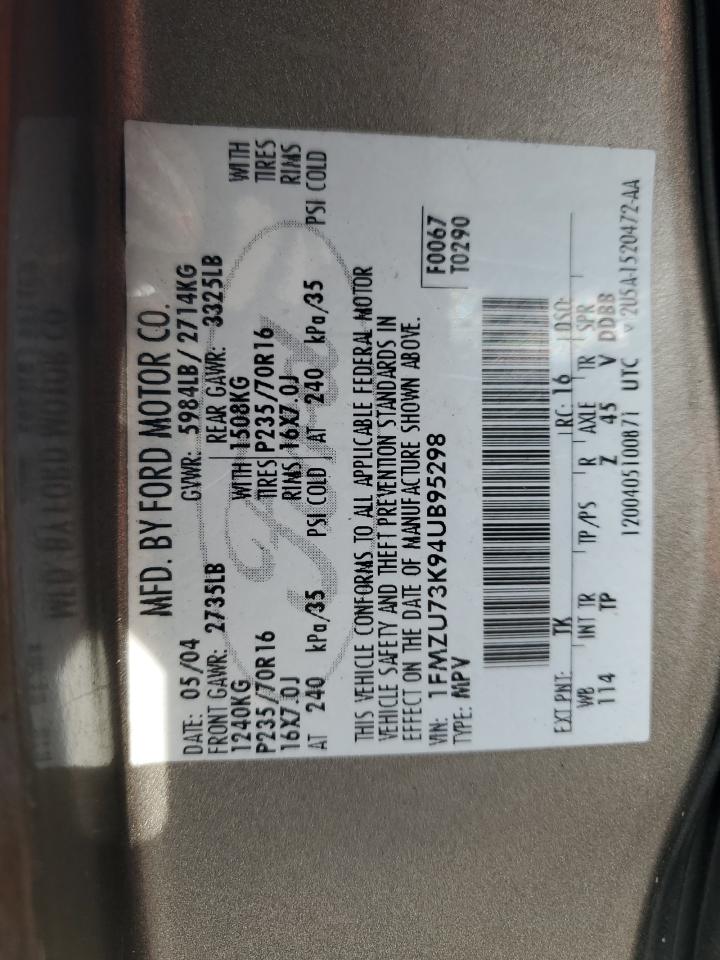 MFD. BY FORD MOTOR CO.
DATE: 05/04 GVWR: 5984LB/ 2714KG
FRONT GAWR: 2735LB REAR GAWR: 3325LB
1240KG WITH 1508KG WITH
P235/70R16 TIRES P235/70R16 TIRES
16X7.0J RIMS 16X7.0J RIMS
AT 240 kPa/35 PSI COLD AT 240 kPa/35 PSI COLD
Ford
THIS VEHICLE CONFORMS TO ALL APPLICABLE FEDERAL MOTOR
VEHICLE SAFETY AND THEFT PREVENTION STANDARDS IN
EFFECT ON THE DATE OF MANUFACTURE SHOWN ABOVE.
VIN: 1FMZU73K94UB95298
TYPE: MPV
F0067
T0290
EXT PNT: TK RC: 16 DSO:
WB INT TR TP/PS R AXLE TR SPR
114 TP Z 45 V DDBB
1200405100871 UTC v 2U5A-1520472-AA